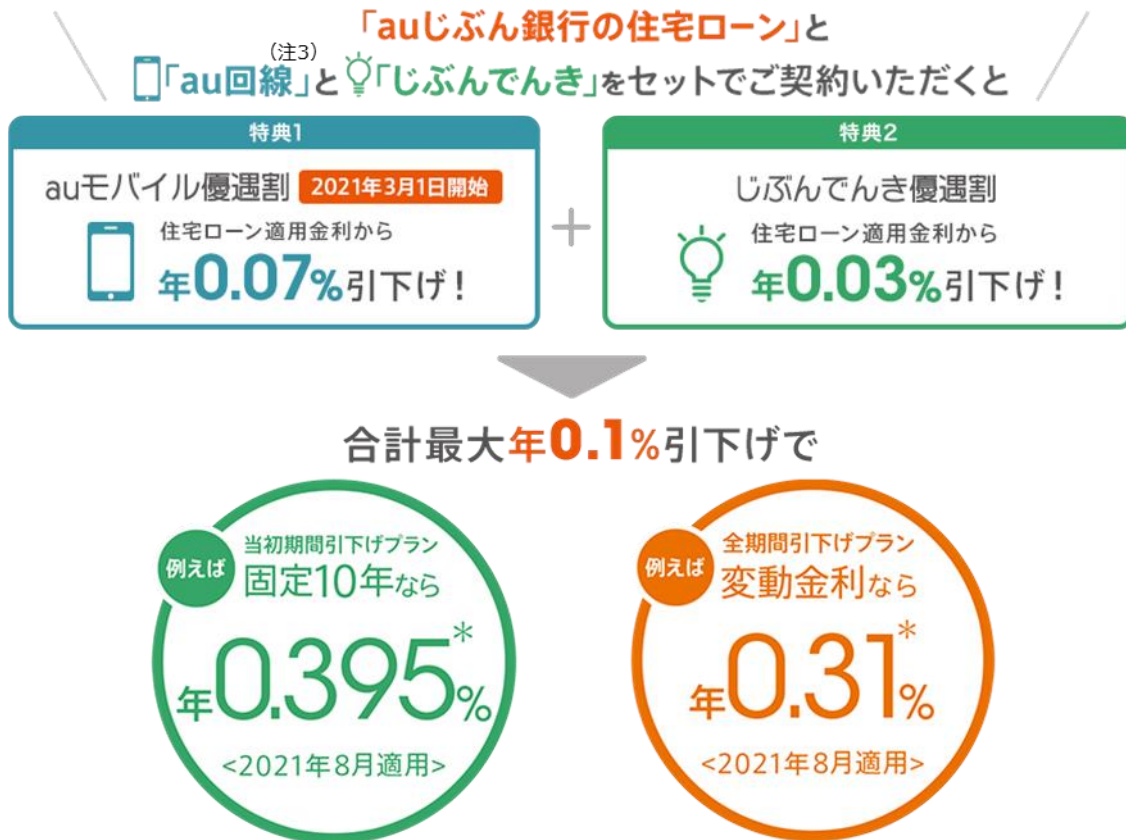 「auじぶん銀行の住宅ローン」と
(注3)
「au回線」と「じぶんでんき」をセットでご契約いただくと
特典1
auモバイル優遇割 2021年3月1日開始
住宅ローン適用金利から
年0.07%引下げ!
+
特典2
じぶんでんき優遇割
住宅ローン適用金利から
年0.03%引下げ!
合計最大年0.1%引下げで
例えば
当初期間引下げプラン
固定10年なら
年0.395%*
<2021年8月適用>
例えば
全期間引下げプラン
変動金利なら
年0.31%*
<2021年8月適用>